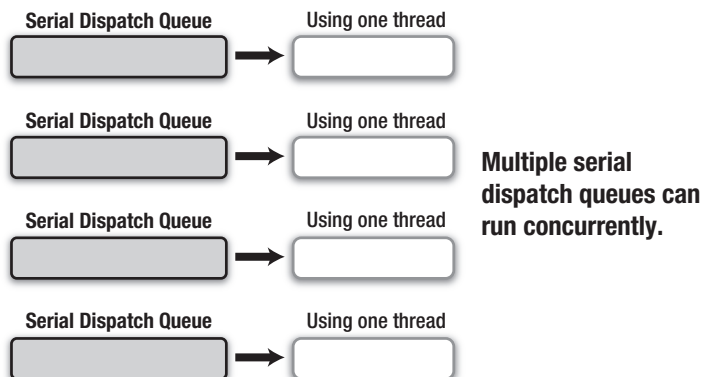 Serial Dispatch Queue
Using one thread
Serial Dispatch Queue
Using one thread
Multiple serial
dispatch queues can
run concurrently.
Serial Dispatch Queue
Using one thread
Serial Dispatch Queue
Using one thread